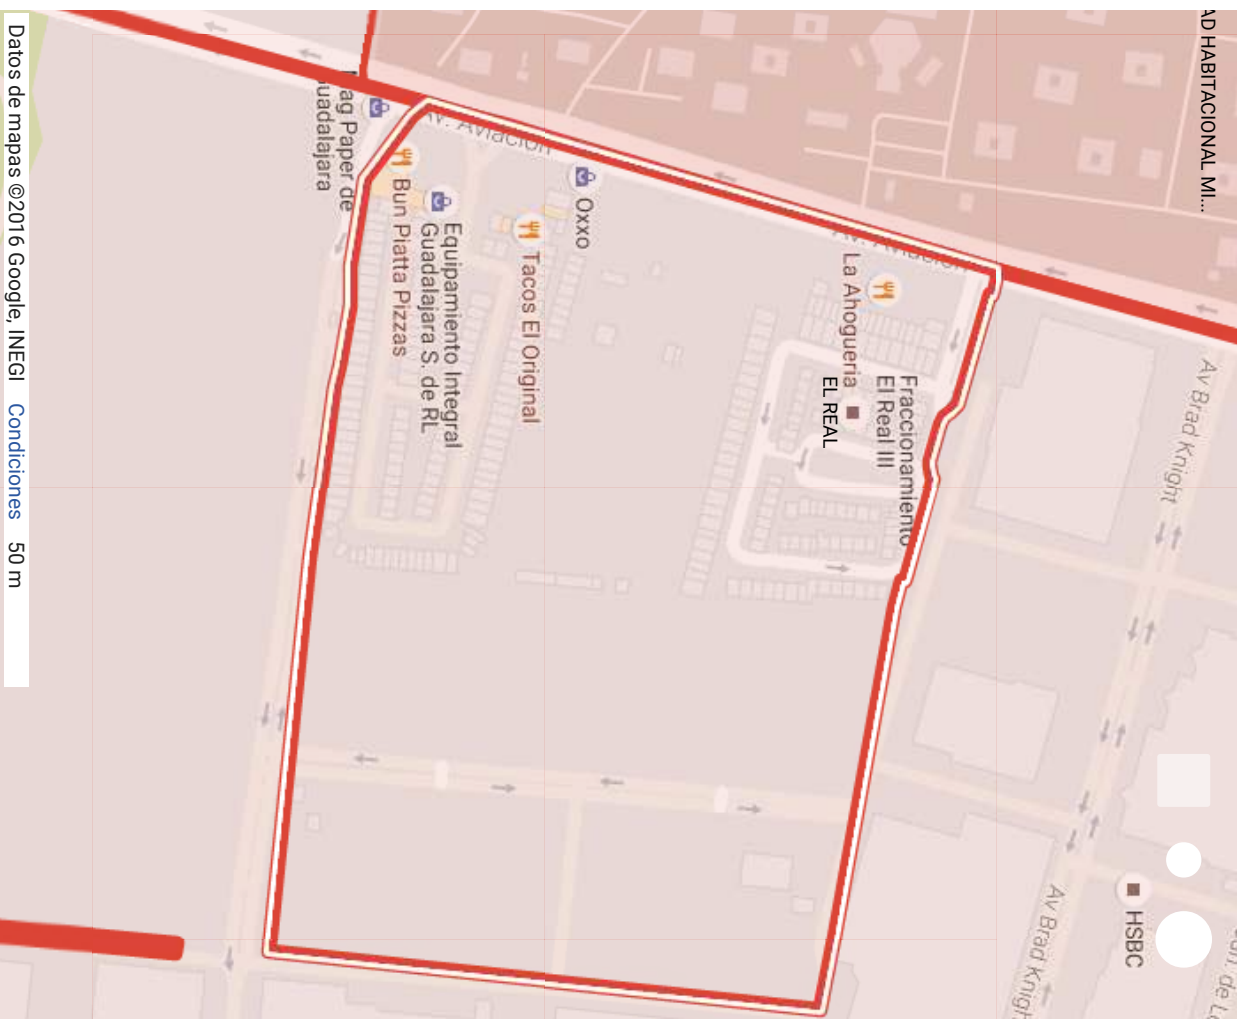 AD HABITACIONAL MI...
Av. Aviación
Av. Aviación
ag Paper de
uadalajara
Bun Piatta Pizzas
Equipamiento Integral
Guadalajara S. de RL
Oxxo
Tacos El Original
La Ahogueria
EL REAL
Fraccionamiento
El Real III
Av Brad Knight
Av Brad Knight
HSBC
Datos de mapas ©2016 Google, INEGI Condiciones 50 m